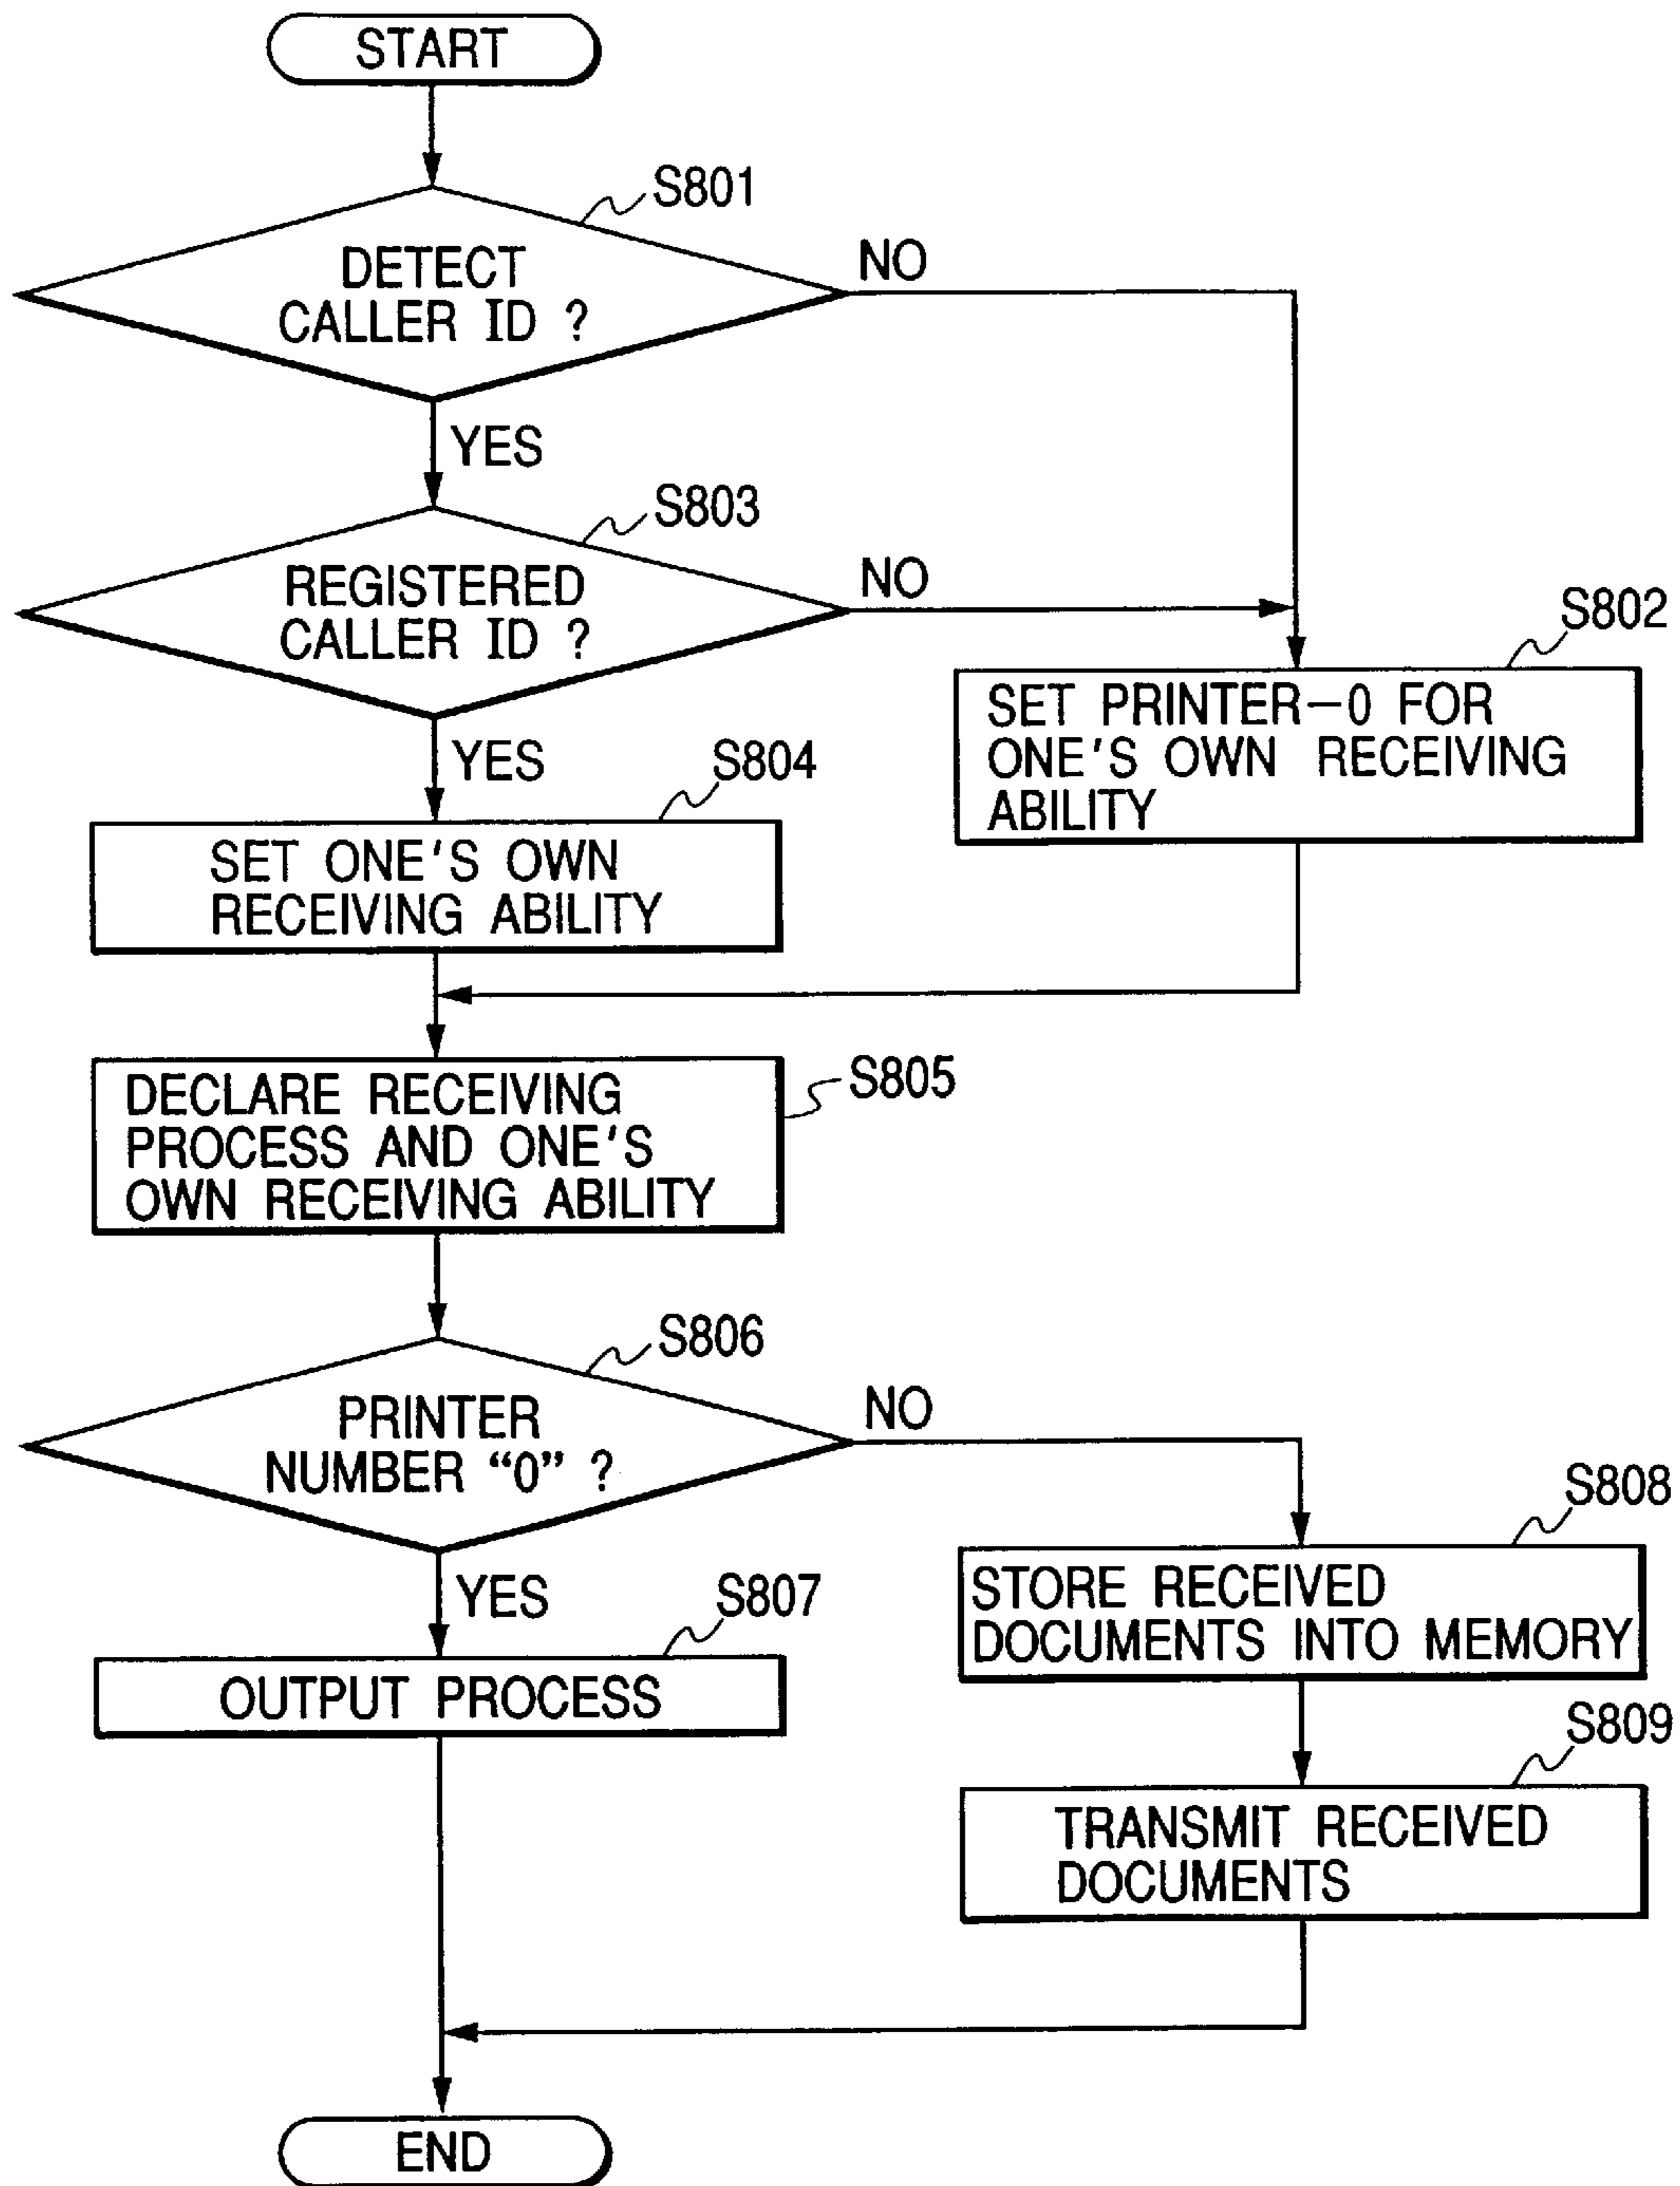 START
S801
DETECT
CALLER ID ?
NO
YES
S803
REGISTERED
CALLER ID ?
NO
S802
SET PRINTER—0 FOR
ONE'S OWN RECEIVING
ABILITY
YES
S804
SET ONE'S OWN
RECEIVING ABILITY
S805
DECLARE RECEIVING
PROCESS AND ONE'S
OWN RECEIVING ABILITY
S806
PRINTER
NUMBER “0” ?
NO
S808
STORE RECEIVED
DOCUMENTS INTO MEMORY
YES
S807
OUTPUT PROCESS
S809
TRANSMIT RECEIVED
DOCUMENTS
END